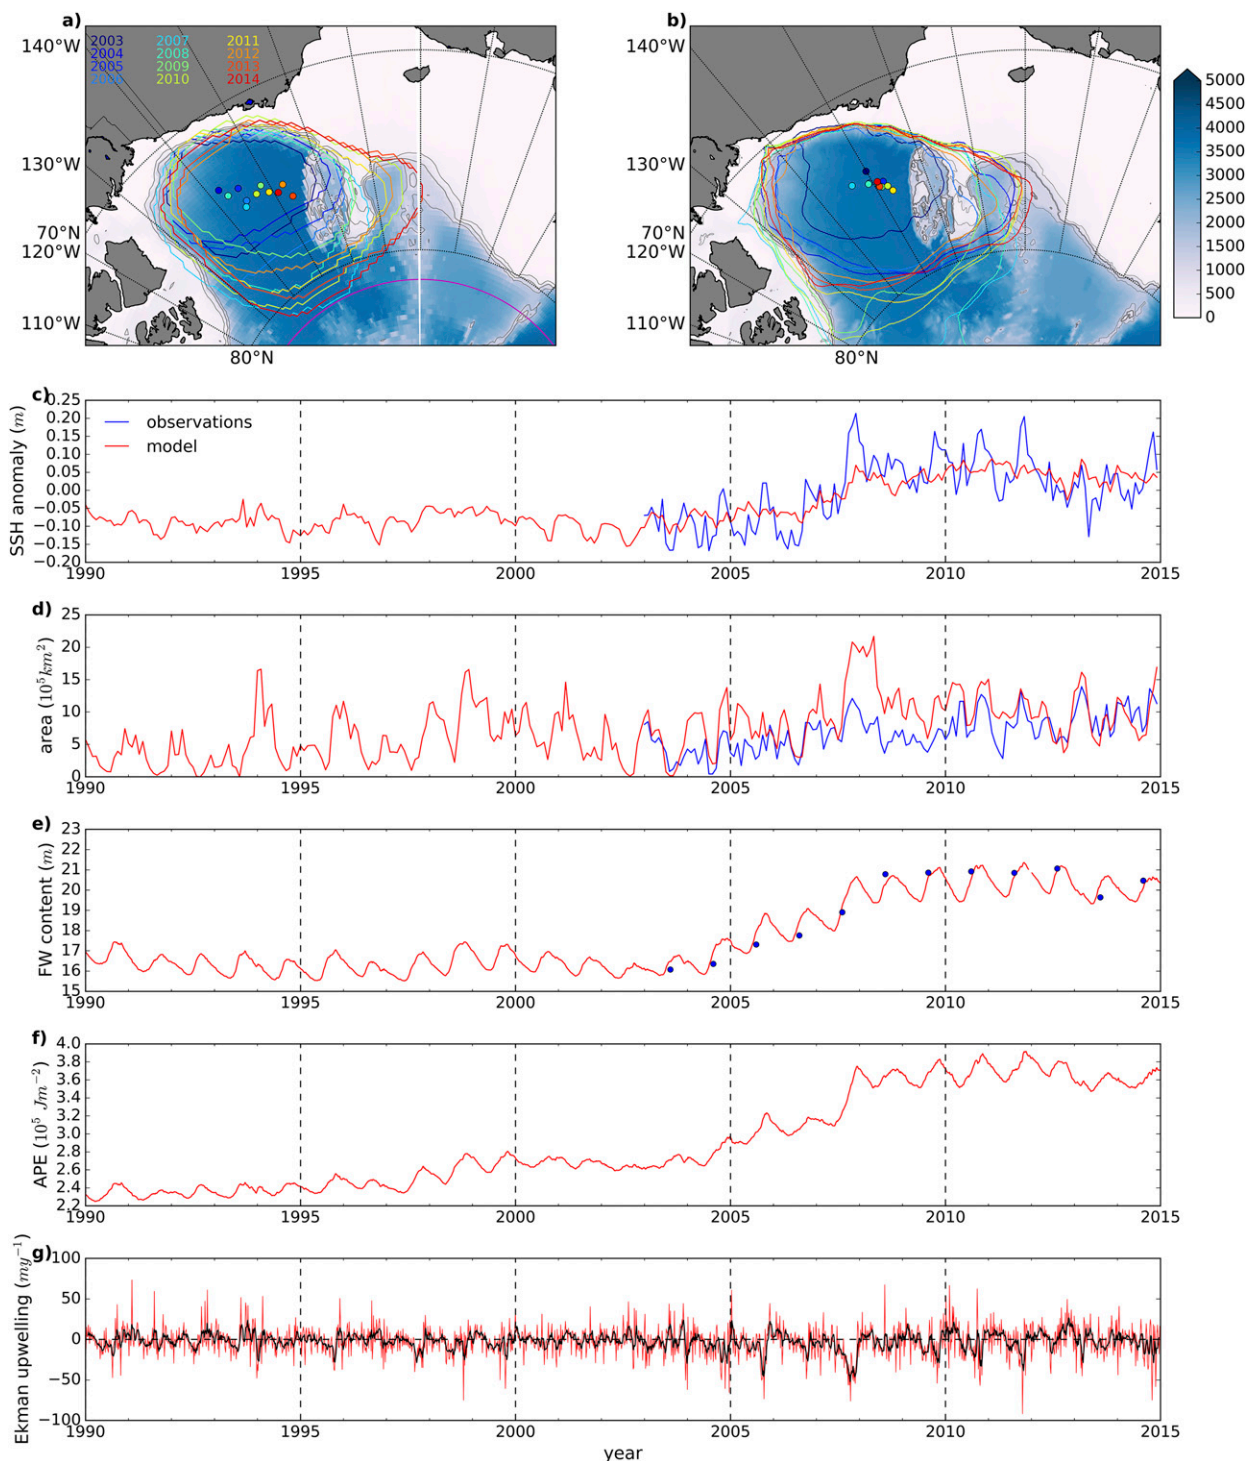 a)
2003 2007 2011
2004 2008 2012
2005 2009 2013
2006 2010 2014
140°W
130°W
70°N
120°W
110°W
80°N
b)
140°W
130°W
70°N
120°W
110°W
80°N
5000
4500
4000
3500
3000
2500
2000
1500
1000
500
0
c)
SSH anomaly (m)
0.25
0.20
0.15
0.10
0.05
0.00
−0.05
−0.10
−0.15
−0.20
observations
model
1990 1995 2000 2005 2010 2015
d)
area (10⁵km²)
25
20
15
10
5
0
1990 1995 2000 2005 2010 2015
e)
FW content (m)
23
22
21
20
19
18
17
16
15
1990 1995 2000 2005 2010 2015
f)
APE (10⁵ Jm⁻²)
4.0
3.8
3.6
3.4
3.2
3.0
2.8
2.6
2.4
2.2
1990 1995 2000 2005 2010 2015
g)
Ekman upwelling (my⁻¹)
100
50
0
−50
−100
1990 1995 2000 2005 2010 2015
year